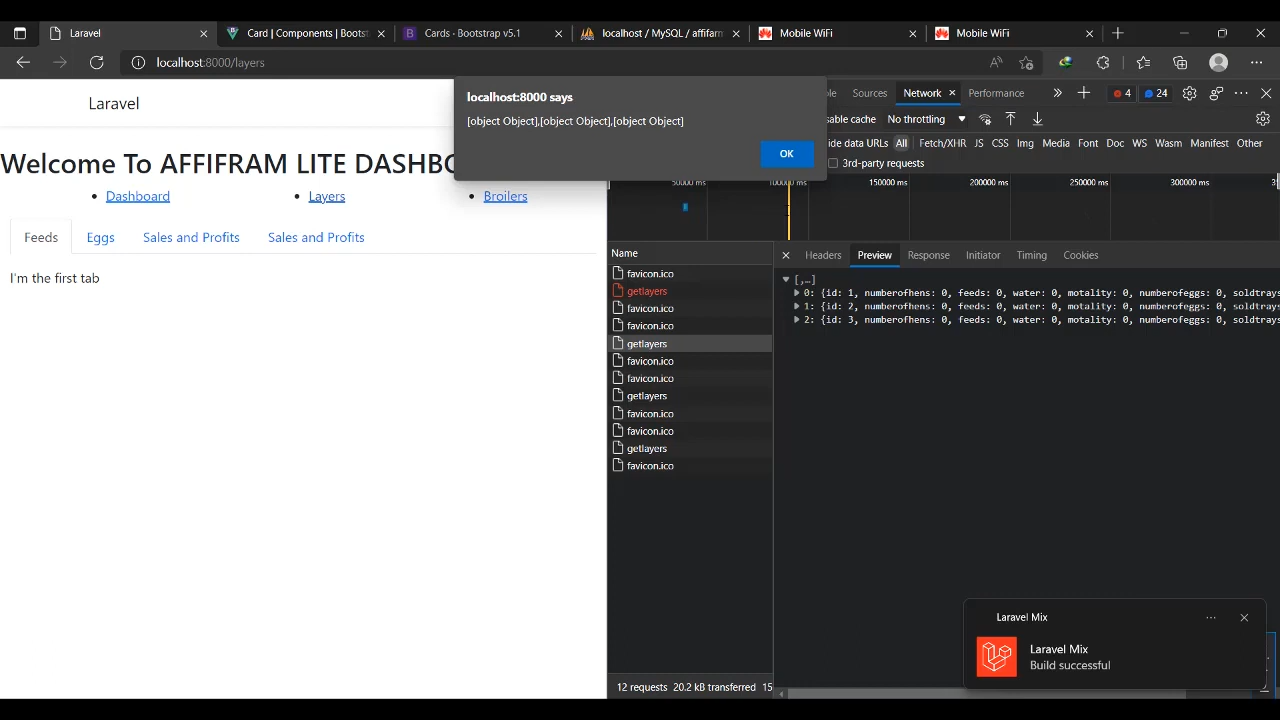 Laravel
Card | Components | Bootst
Cards · Bootstrap v5.1
localhost / MySQL / affifarm
Mobile WiFi
Mobile WiFi
localhost:8000/layers
Laravel
localhost:8000 says
[object Object],[object Object],[object Object]
OK
Sources
Network
Performance
4
24
sable cache
No throttling
ide data URLs
All
Fetch/XHR
JS
CSS
Img
Media
Font
Doc
WS
Wasm
Manifest
Other
3rd-party requests
Welcome To AFFIFRAM LITE DASHBO
50000 ms
100000 ms
150000 ms
200000 ms
250000 ms
300000 ms
Dashboard
Layers
Broilers
Feeds
Eggs
Sales and Profits
Sales and Profits
I'm the first tab
Name
Headers
Preview
Response
Initiator
Timing
Cookies
favicon.ico
getlayers
favicon.ico
favicon.ico
getlayers
favicon.ico
favicon.ico
getlayers
favicon.ico
favicon.ico
getlayers
favicon.ico
[,…]
0: {id: 1, numberofhens: 0, feeds: 0, water: 0, motality: 0, numberofeggs: 0, soldtrays
1: {id: 2, numberofhens: 0, feeds: 0, water: 0, motality: 0, numberofeggs: 0, soldtrays
2: {id: 3, numberofhens: 0, feeds: 0, water: 0, motality: 0, numberofeggs: 0, soldtrays
Laravel Mix
Laravel Mix
Build successful
12 requests
20.2 kB transferred
15